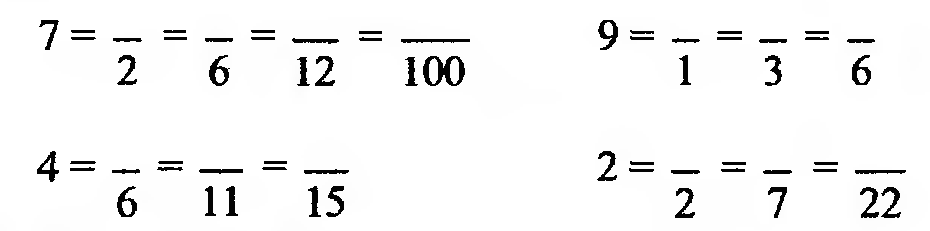 7 = —/2 = —/6 = —/12 = —/100    9 = —/1 = —/3 = —/6
4 = —/6 = —/11 = —/15    2 = —/2 = —/7 = —/22